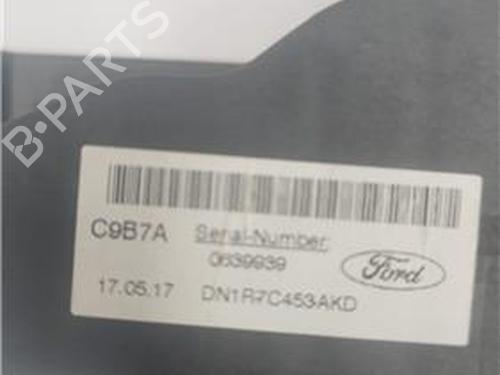 B-PARTS
C9B7A Serial-Number:
0639939
Ford
17.05.17 DN1R7C453AKD